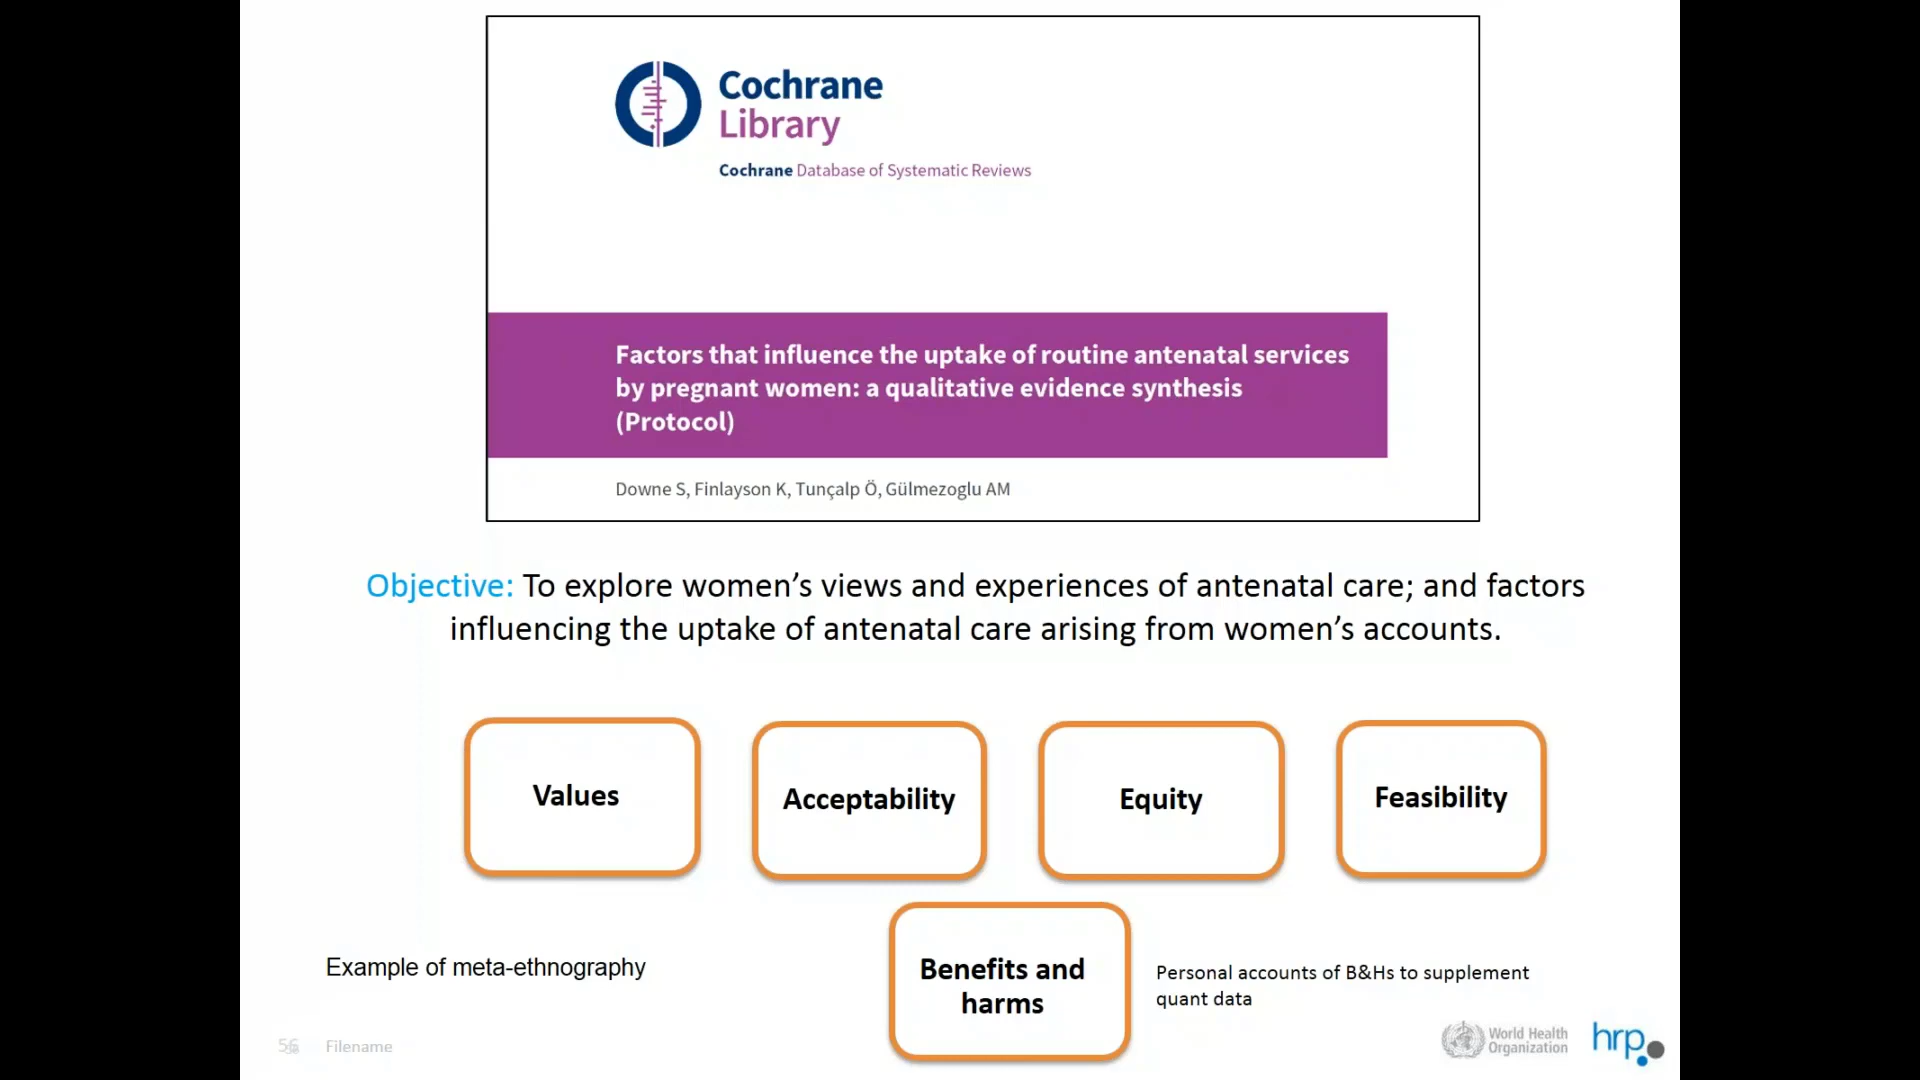 Cochrane
Library
Cochrane Database of Systematic Reviews
Factors that influence the uptake of routine antenatal services
by pregnant women: a qualitative evidence synthesis
(Protocol)
Downe S, Finlayson K, Tunçalp Ö, Gülmezoglu AM
Objective: To explore women’s views and experiences of antenatal care; and factors
influencing the uptake of antenatal care arising from women’s accounts.
Values
Acceptability
Equity
Feasibility
Example of meta-ethnography
Benefits and
harms
Personal accounts of B&Hs to supplement
quant data
Filename
World Health
Organization
hrp